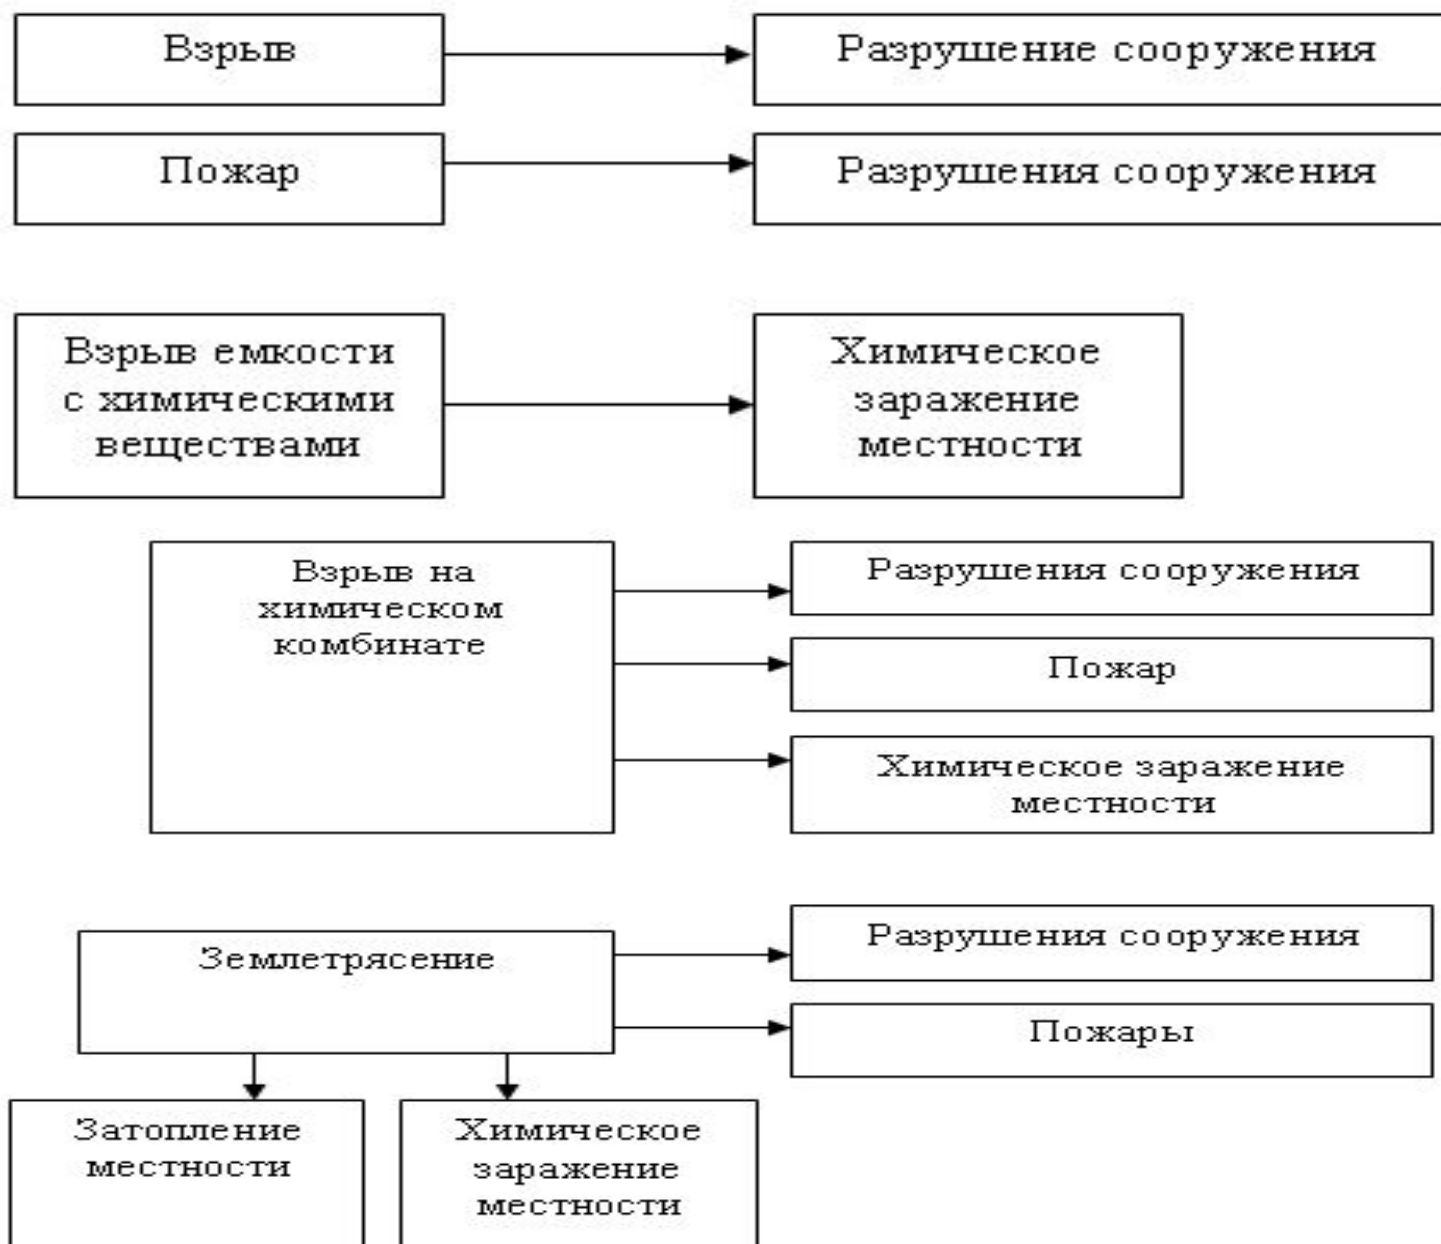 Взрыв
Разрушение сооружения
Пожар
Разрушения сооружения
Взрыв емкости
с химическими
веществами
Химическое
заражение
местности
Взрыв на
химическом
комбинате
Разрушения сооружения
Пожар
Химическое заражение
местности
Землетрясение
Разрушения сооружения
Пожары
Затопление
местности
Химическое
заражение
местности